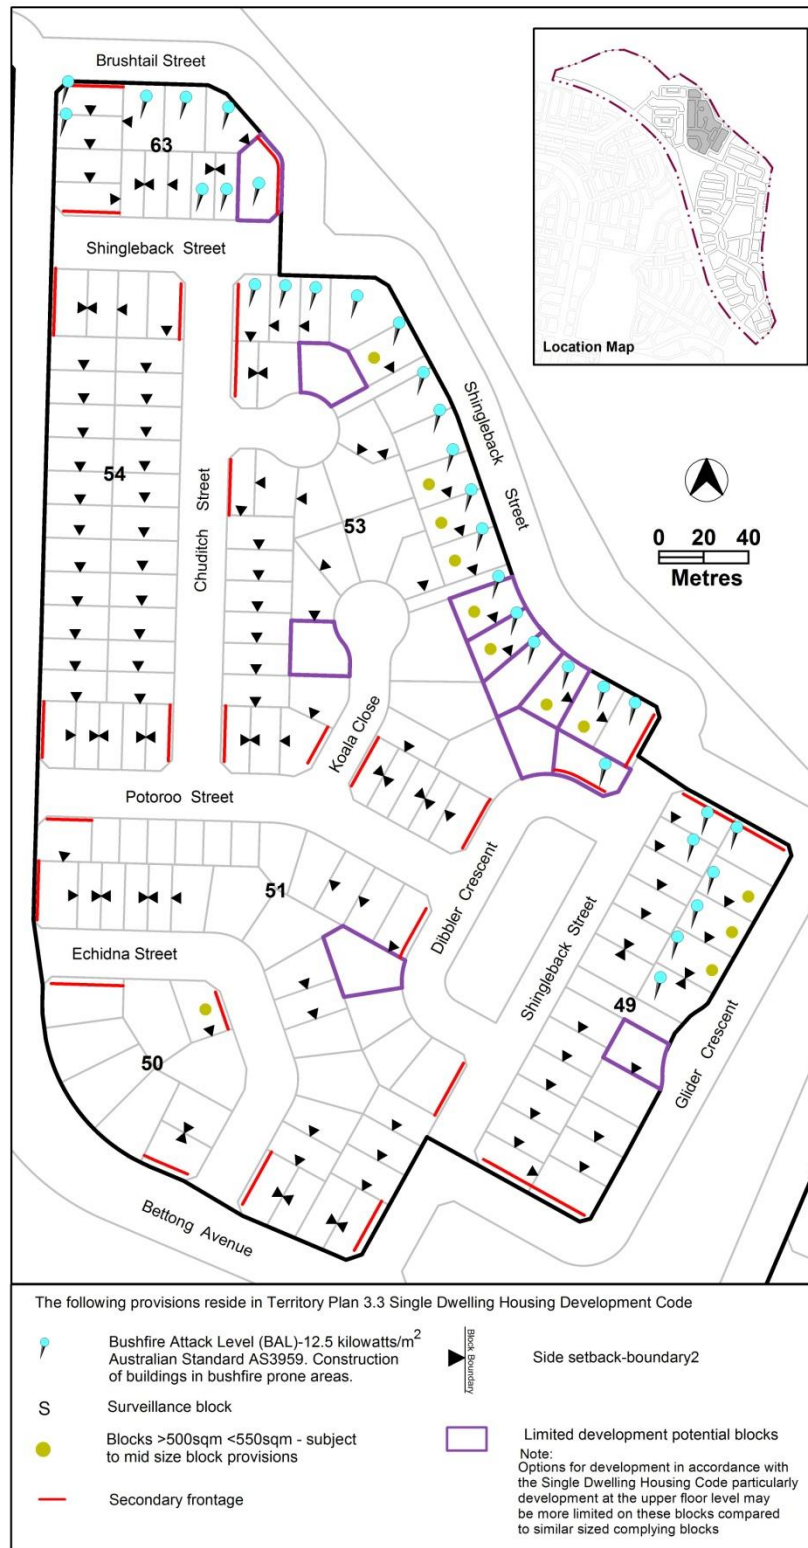 Brushtail Street
63
Shingleback Street
Location Map
Shingleback
Street
54
Street
Chuditch
53
0 20 40
Metres
Koala Close
Potoroo Street
51
Dibbler Crescent
Echidna Street
Shingleback Street
49
Glider Crescent
50
Bettong Avenue
The following provisions reside in Territory Plan 3.3 Single Dwelling Housing Development Code
Bushfire Attack Level (BAL)-12.5 kilowatts/m²
Australian Standard AS3959. Construction
of buildings in bushfire prone areas.
Block Boundary
Side setback-boundary2
S
Surveillance block
Blocks >500sqm <550sqm - subject
to mid size block provisions
Limited development potential blocks
Note:
Options for development in accordance with
the Single Dwelling Housing Code particularly
development at the upper floor level may
be more limited on these blocks compared
to similar sized complying blocks
Secondary frontage